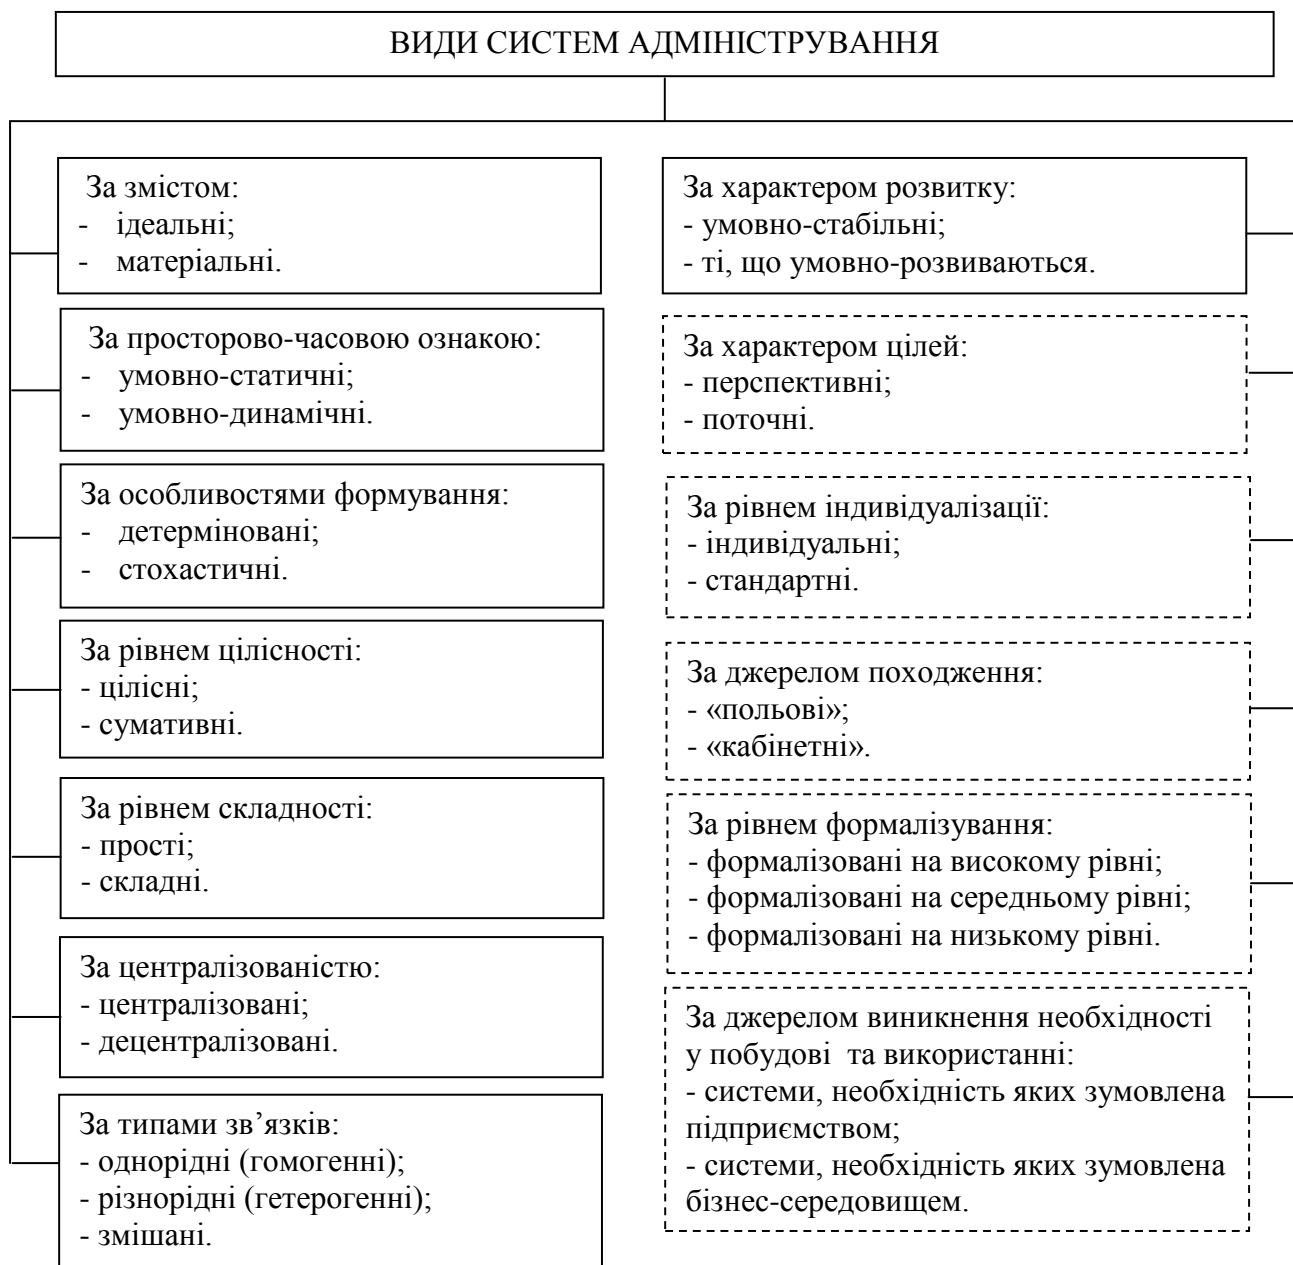 ВИДИ СИСТЕМ АДМІНІСТРУВАННЯ
За змістом:
- ідеальні;
- матеріальні.
За просторово-часовою ознакою:
- умовно-статичні;
- умовно-динамічні.
За особливостями формування:
- детерміновані;
- стохастичні.
За рівнем цілісності:
- цілісні;
- сумативні.
За рівнем складності:
- прості;
- складні.
За централізованістю:
- централізовані;
- децентралізовані.
За типами зв’язків:
- однорідні (гомогенні);
- різнорідні (гетерогенні);
- змішані.
За характером розвитку:
- умовно-стабільні;
- ті, що умовно-розвиваються.
За характером цілей:
- перспективні;
- поточні.
За рівнем індивідуалізації:
- індивідуальні;
- стандартні.
За джерелом походження:
- «польові»;
- «кабінетні».
За рівнем формалізування:
- формалізовані на високому рівні;
- формалізовані на середньому рівні;
- формалізовані на низькому рівні.
За джерелом виникнення необхідності
у побудові та використанні:
- системи, необхідність яких зумовлена
підприємством;
- системи, необхідність яких зумовлена
бізнес-середовищем.